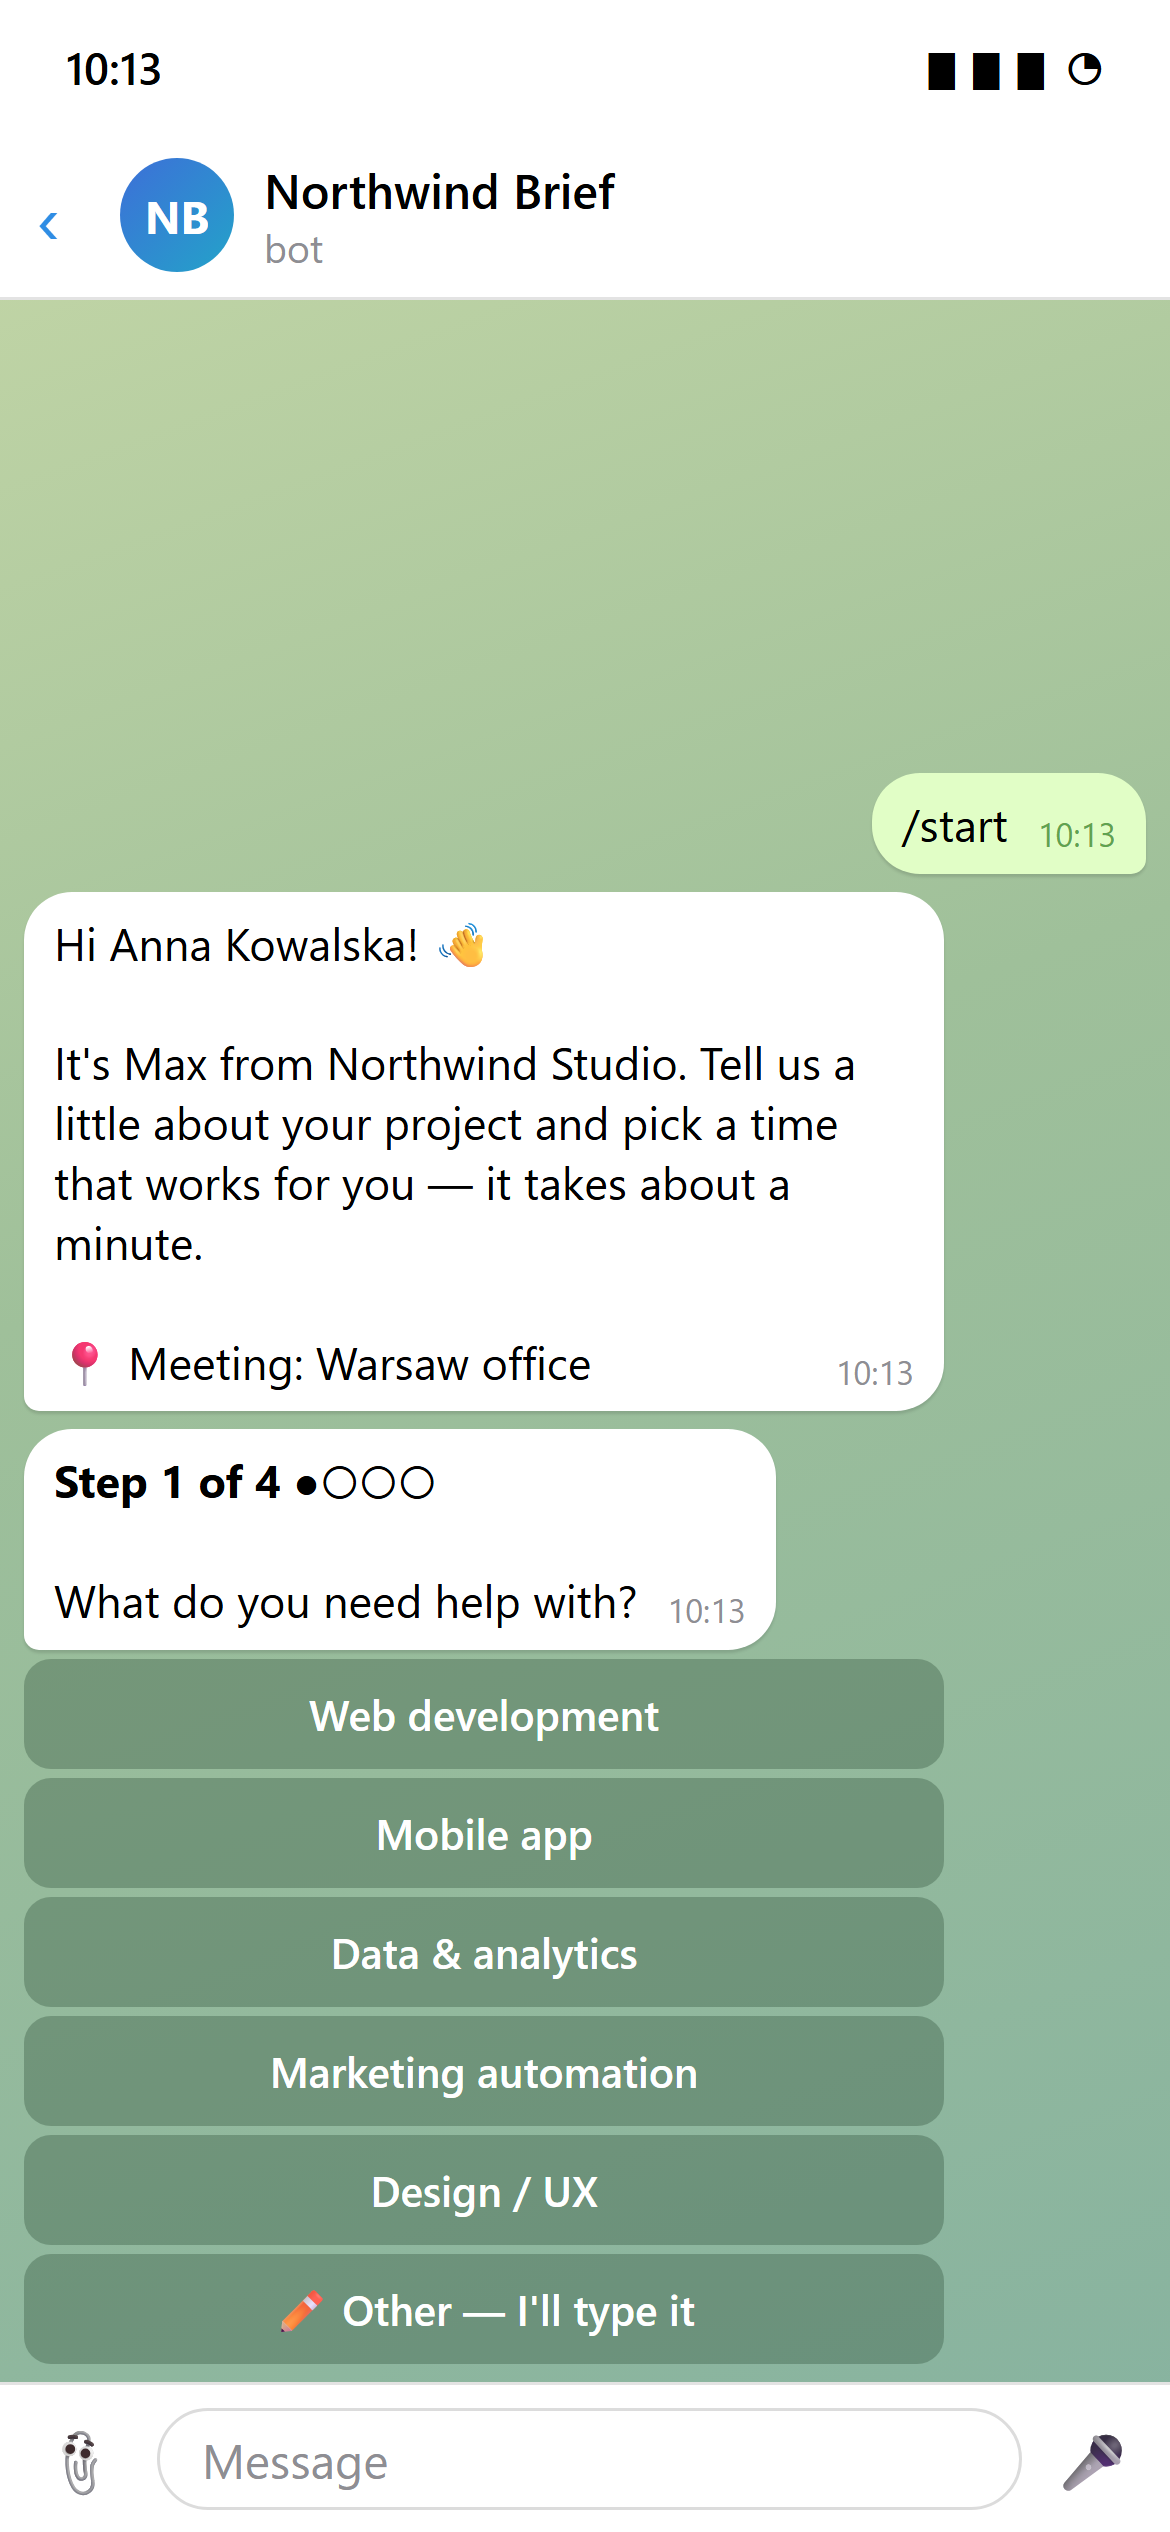 10:13
NB
Northwind Brief
bot
/start 10:13
Hi Anna Kowalska! 👋
It's Max from Northwind Studio. Tell us a
little about your project and pick a time
that works for you — it takes about a
minute.
📍 Meeting: Warsaw office 10:13
Step 1 of 4 ●○○○
What do you need help with? 10:13
Web development
Mobile app
Data & analytics
Marketing automation
Design / UX
✏️ Other — I'll type it
Message